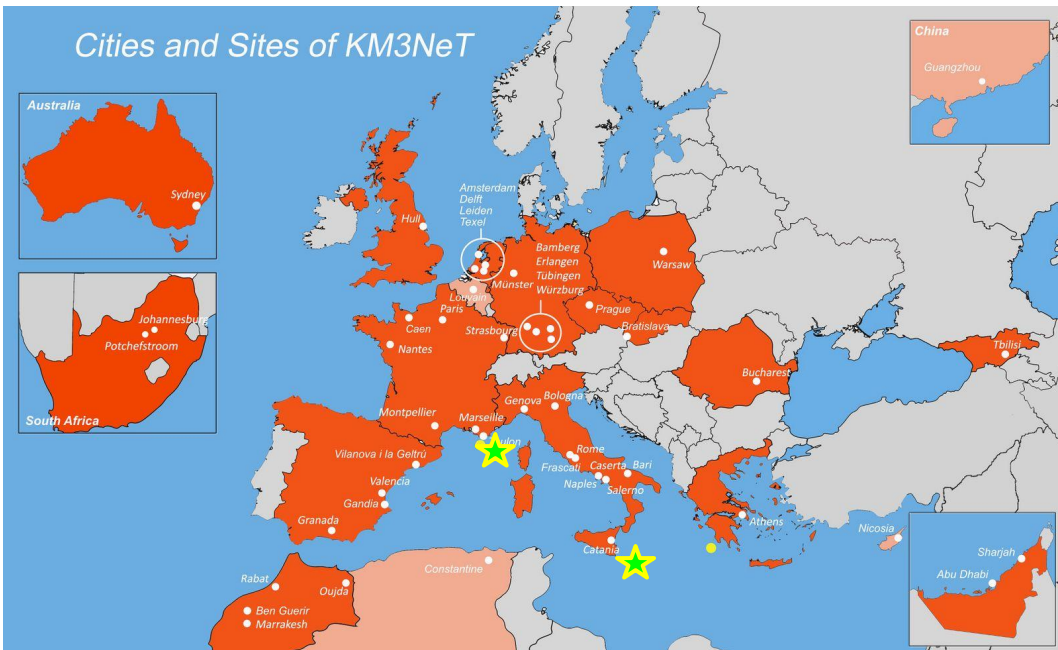 Cities and Sites of KM3NeT
China
Guangzhou
Australia
Sydney
Amsterdam
Delft
Leiden
Texel
Hull
Bamberg
Erlangen
Tübingen
Würzburg
Warsaw
Münster
Louvain
Paris
Prague
Caen
Strasbourg
Bratislava
Nantes
Johannesburg
Potchefstroom
South Africa
Tbilisi
Bucharest
Genova
Bologna
Montpellier
Marseille
Vilanova i la Geltrú
Rome
Frascati
Caserta
Bari
Naples
Salerno
Valencia
Gandia
Granada
Athens
Catania
Nicosia
Constantine
Rabat
Oujda
Ben Guerir
Marrakesh
Sharjah
Abu Dhabi